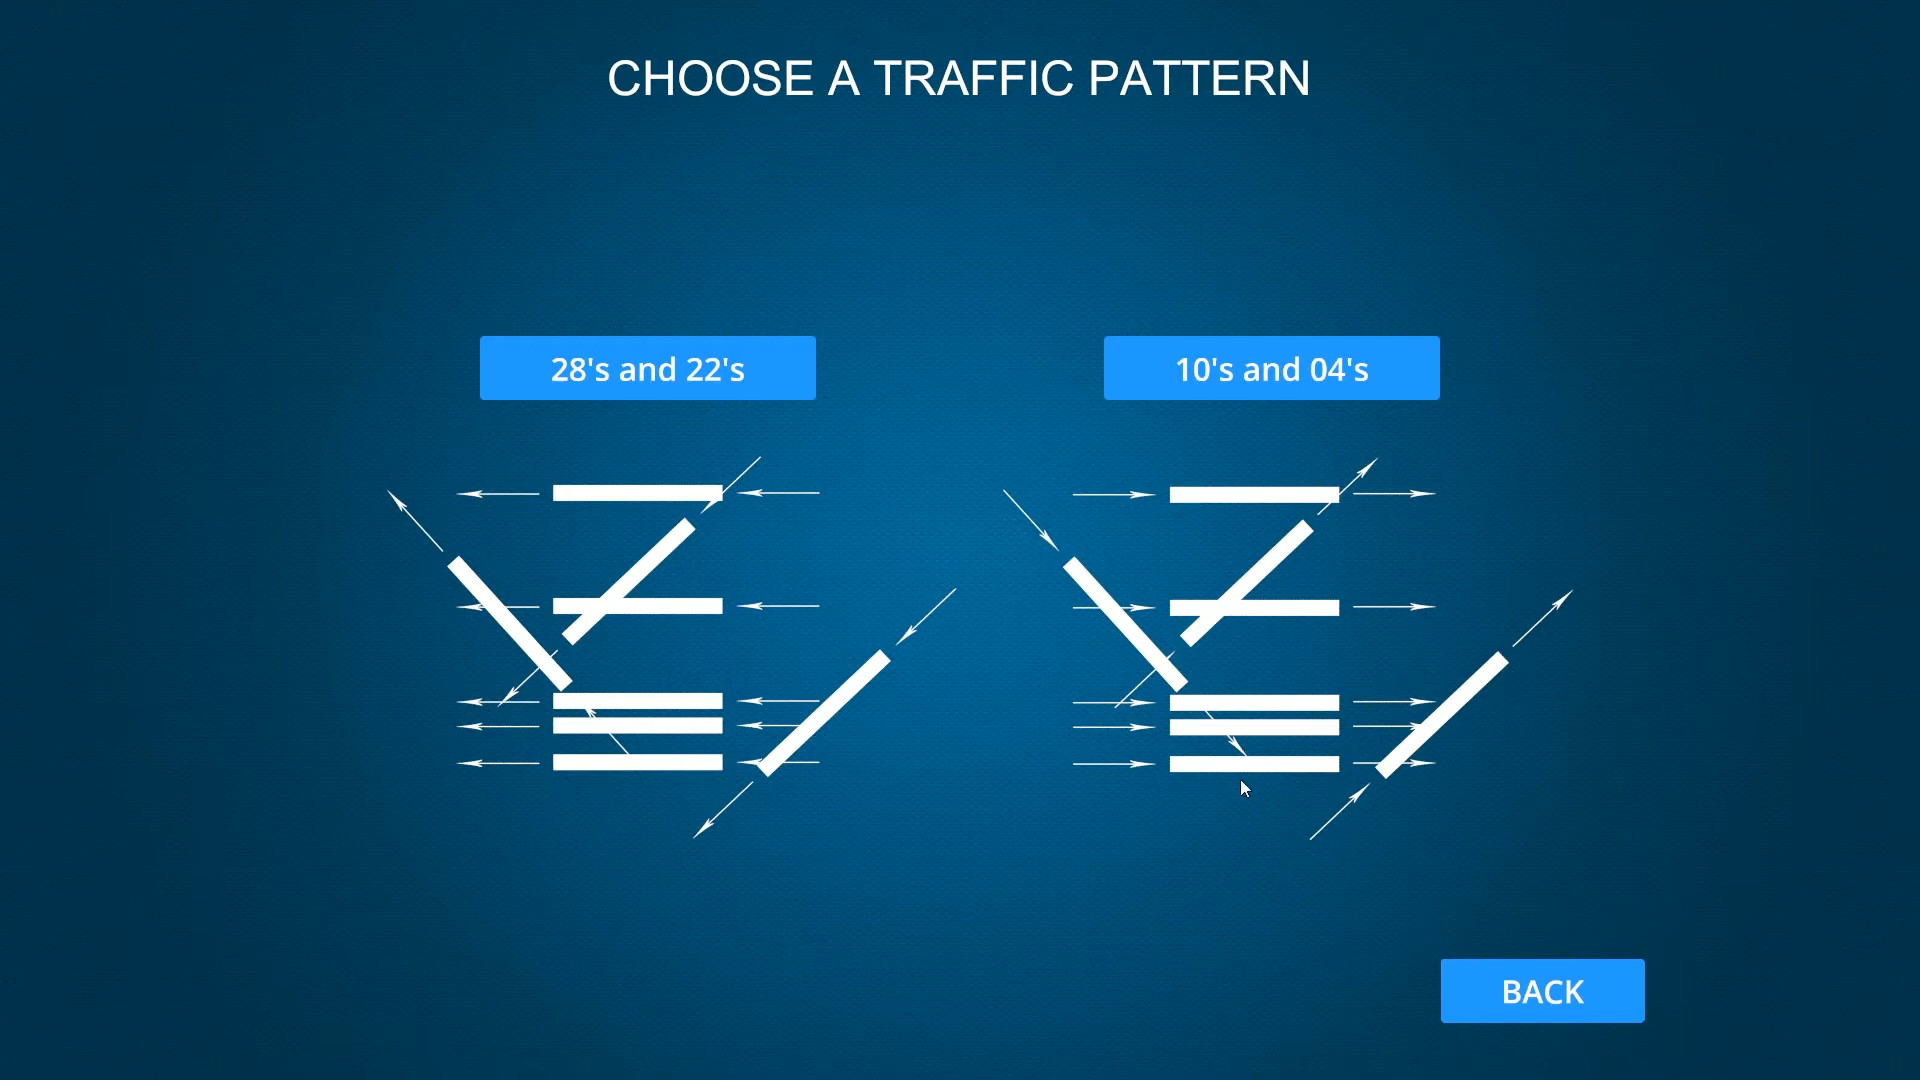 CHOOSE A TRAFFIC PATTERN
28's and 22's
10's and 04's
BACK